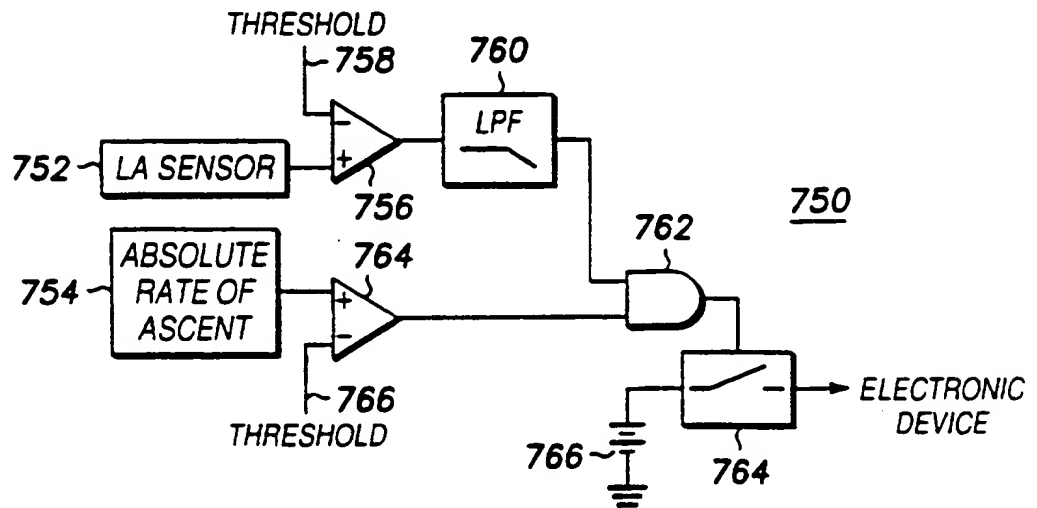 THRESHOLD
758
760
LPF
752
LA SENSOR
−
+
756
750
762
754
ABSOLUTE
RATE OF
ASCENT
764
+
−
766
THRESHOLD
766
764
ELECTRONIC
DEVICE